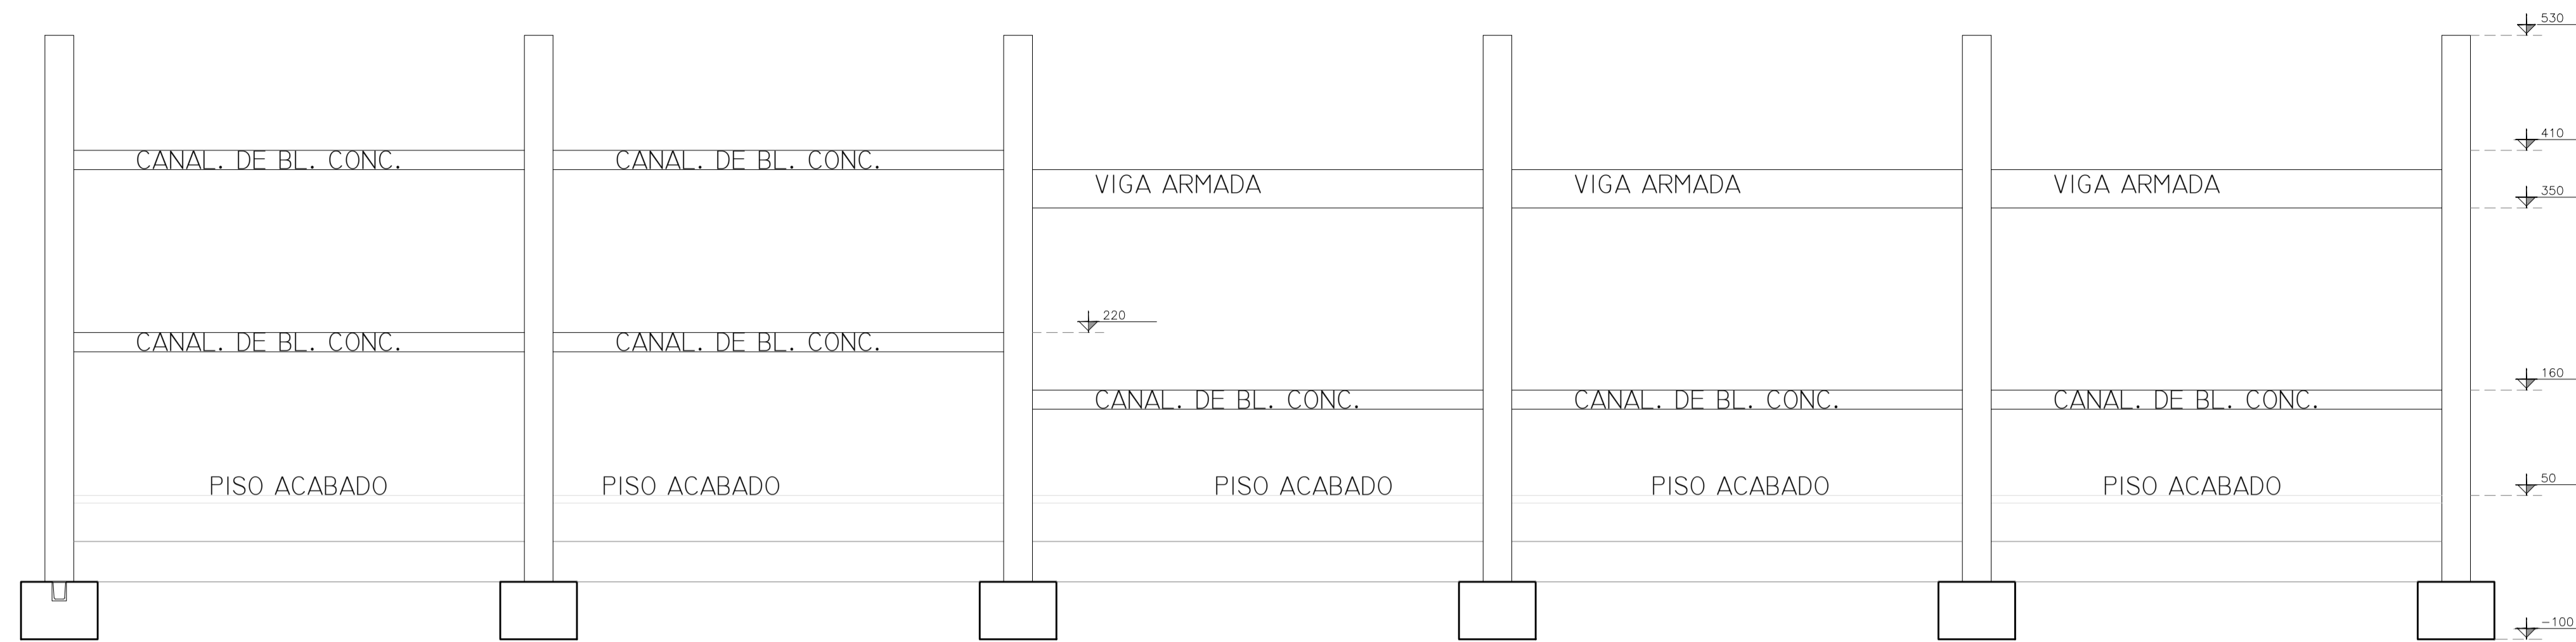 530
410
CANAL. DE BL. CONC.
CANAL. DE BL. CONC.
VIGA ARMADA
VIGA ARMADA
VIGA ARMADA
350
220
CANAL. DE BL. CONC.
CANAL. DE BL. CONC.
160
CANAL. DE BL. CONC.
CANAL. DE BL. CONC.
CANAL. DE BL. CONC.
PISO ACABADO
PISO ACABADO
PISO ACABADO
PISO ACABADO
PISO ACABADO
50
-100